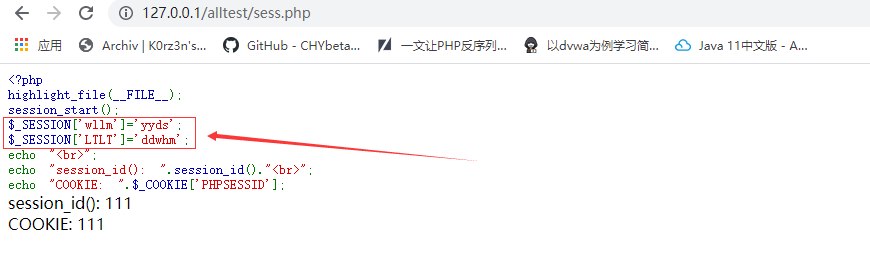 127.0.0.1/alltest/sess.php
应用 Archiv | K0rz3n's... GitHub - CHYbeta... 一文让PHP反序列... 以dvwa为例学习简... Java 11中文版 - A...
<?php
highlight_file(__FILE__);
session_start();
$_SESSION['wllm']='yyds';
$_SESSION['LTLT']='ddwhm';
echo "<br>";
echo "session_id(): ".session_id()."<br>";
echo "COOKIE: ".$_COOKIE['PHPSESSID'];
session_id(): 111
COOKIE: 111